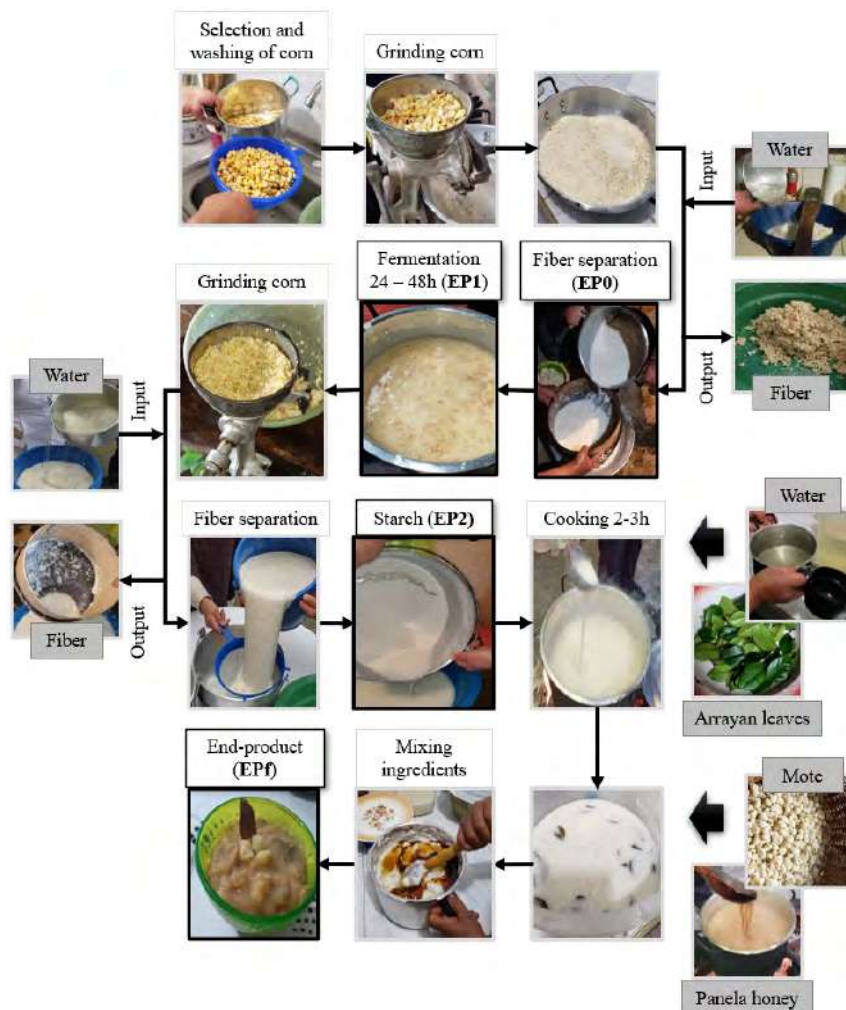 Selection and
washing of corn
Grinding corn
Water
Input
Output
Fiber
Fiber separation
(EP0)
Fermentation
24 – 48h (EP1)
Grinding corn
Water
Input
Output
Fiber
Fiber separation
Starch (EP2)
Cooking 2-3h
Water
Arrayan leaves
Mote
Panela honey
Mixing
ingredients
End-product
(EPf)